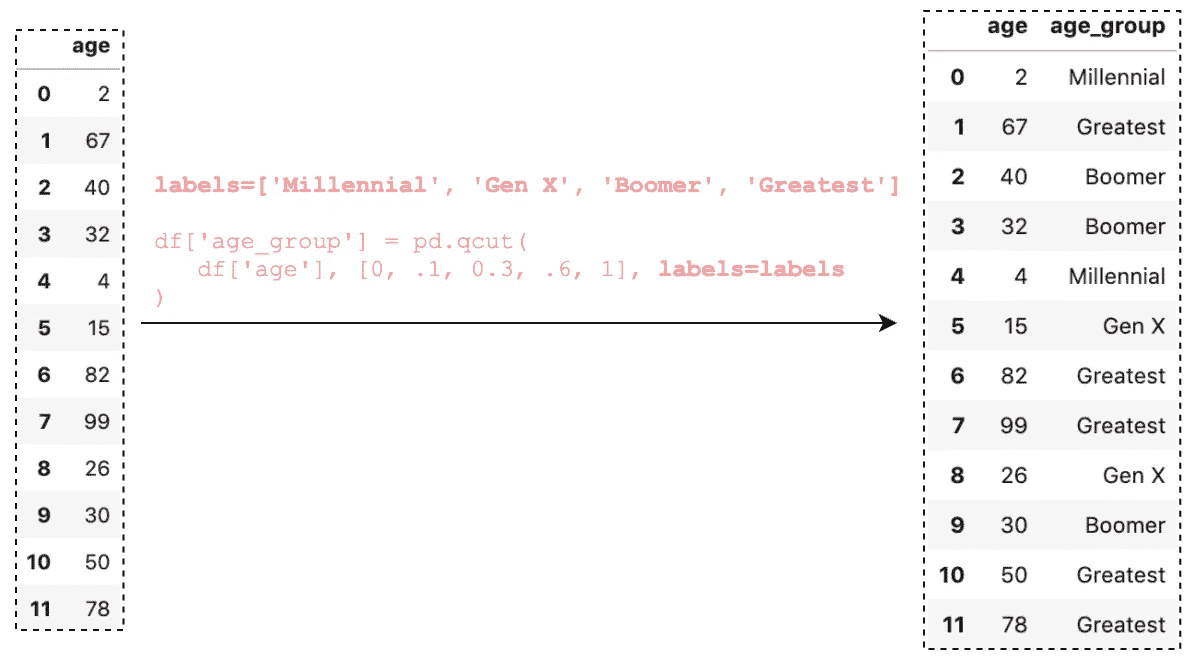 age
0 2
1 67
2 40
3 32
4 4
5 15
6 82
7 99
8 26
9 30
10 50
11 78
labels=['Millennial', 'Gen X', 'Boomer', 'Greatest']
df['age_group'] = pd.qcut(
df['age'], [0, .1, 0.3, .6, 1], labels=labels
)
age age_group
0 2 Millennial
1 67 Greatest
2 40 Boomer
3 32 Boomer
4 4 Millennial
5 15 Gen X
6 82 Greatest
7 99 Greatest
8 26 Gen X
9 30 Boomer
10 50 Greatest
11 78 Greatest